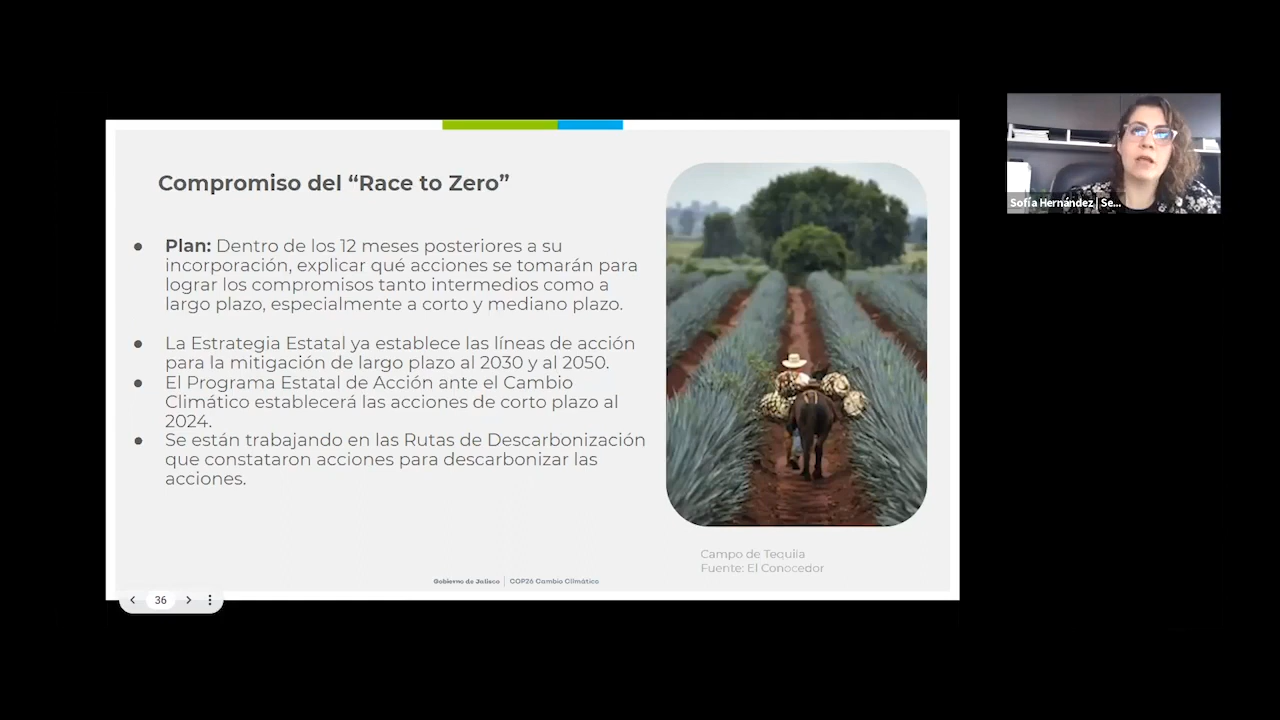 Compromiso del “Race to Zero”
● Plan: Dentro de los 12 meses posteriores a su
incorporación, explicar qué acciones se tomarán para
lograr los compromisos tanto intermedios como a
largo plazo, especialmente a corto y mediano plazo.
● La Estrategia Estatal ya establece las líneas de acción
para la mitigación de largo plazo al 2030 y al 2050.
● El Programa Estatal de Acción ante el Cambio
Climático establecerá las acciones de corto plazo al
2024.
● Se están trabajando en las Rutas de Descarbonización
que constataron acciones para descarbonizar las
acciones.
Campo de Tequila
Fuente: El Conocedor
Gobierno de Jalisco | COP26 Cambio Climático
36
Sofía Hernández | Se...